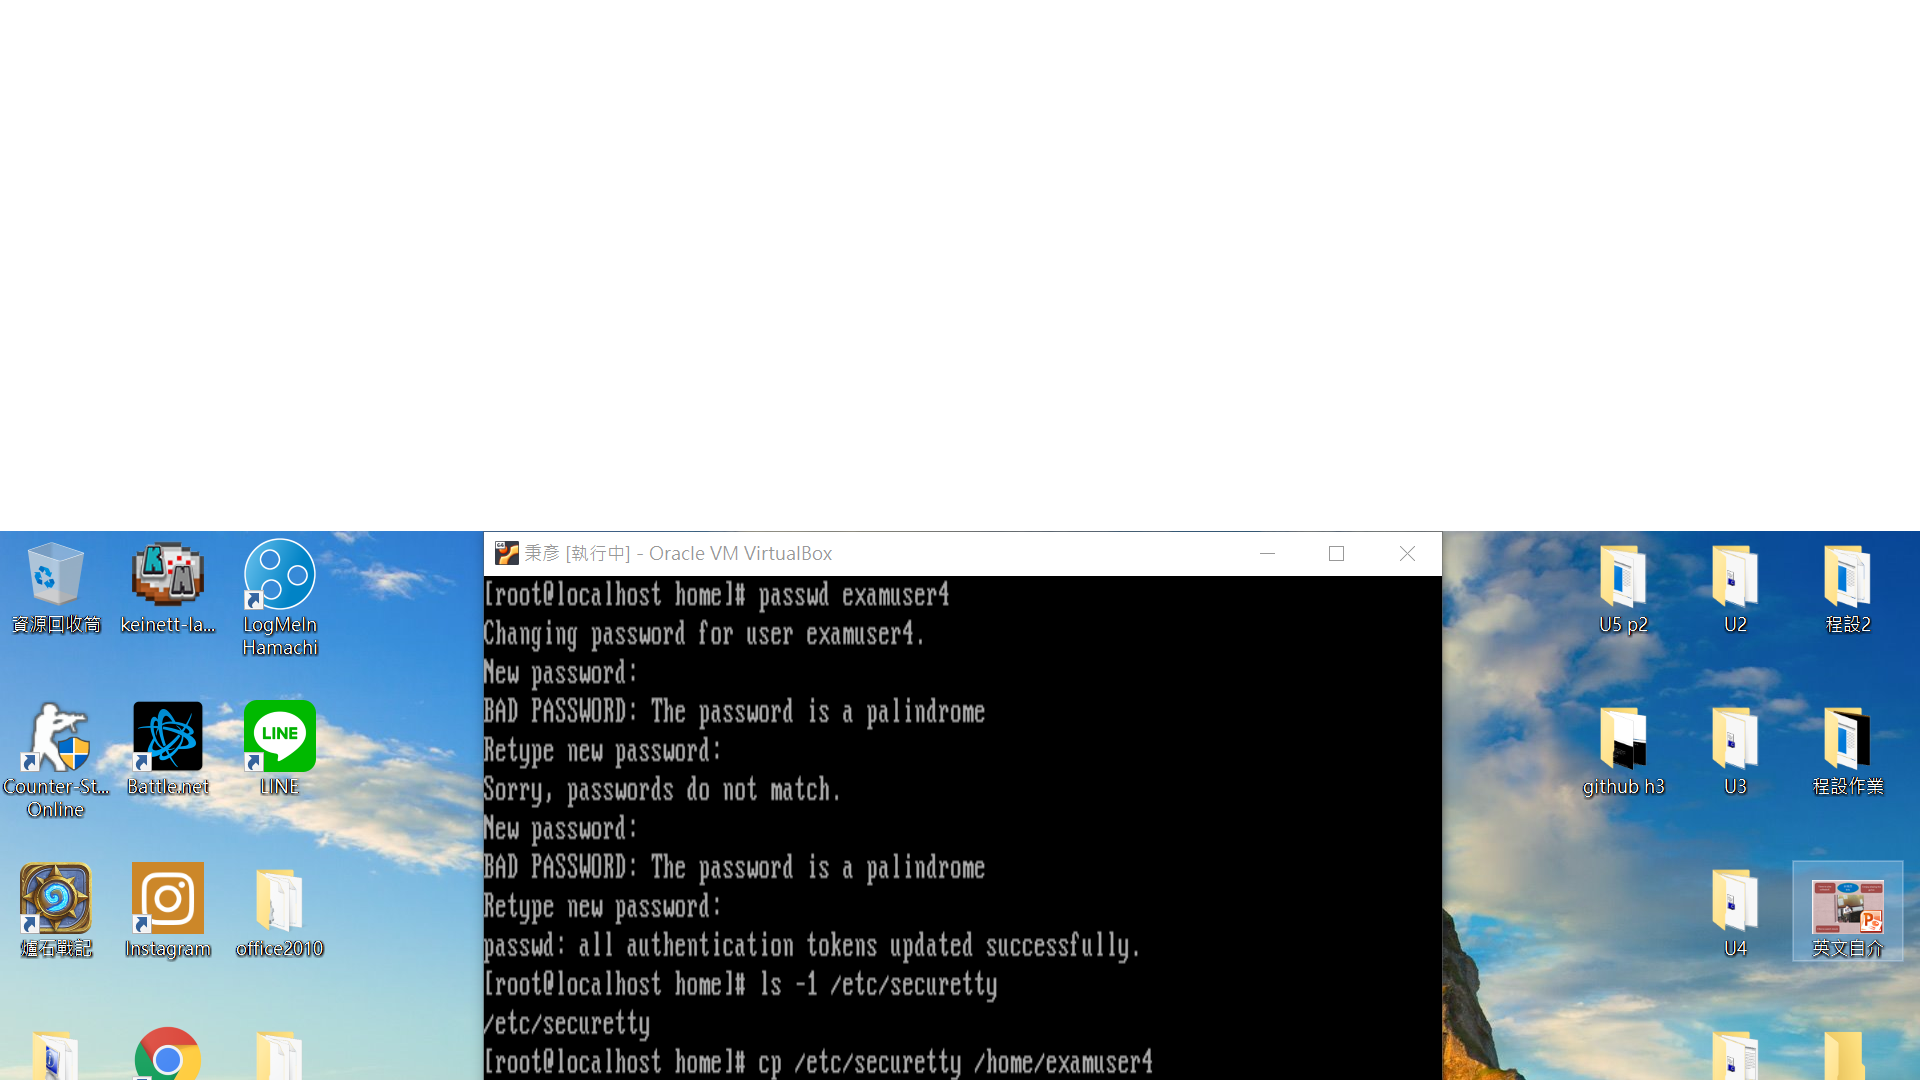 秉彥 [執行中] - Oracle VM VirtualBox
[root@localhost home]# passwd examuser4
Changing password for user examuser4.
New password:
BAD PASSWORD: The password is a palindrome
Retype new password:
Sorry, passwords do not match.
New password:
BAD PASSWORD: The password is a palindrome
Retype new password:
passwd: all authentication tokens updated successfully.
[root@localhost home]# ls -l /etc/securetty
/etc/securetty
[root@localhost home]# cp /etc/securetty /home/examuser4
資源回收筒
keinett-la...
LogMeIn
Hamachi
Counter-St...
Online
Battle.net
LINE
LINE
爐石戰記
Instagram
office2010
U5 p2
U2
程設2
github h3
U3
程設作業
U4
英文自介